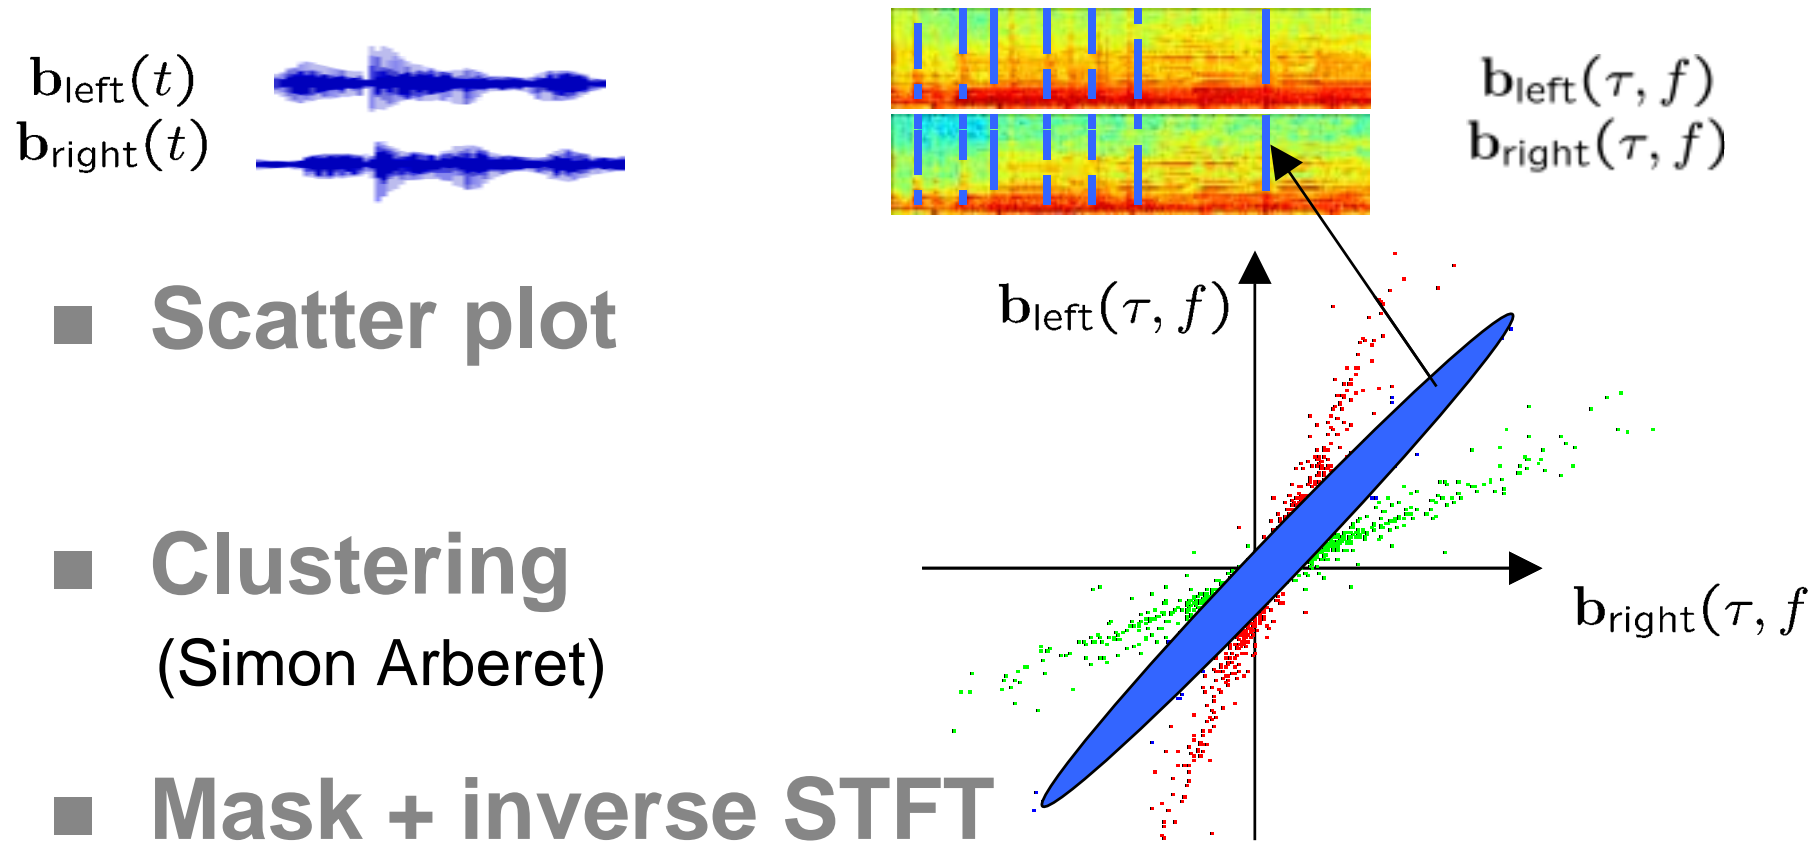 b_left(t)
b_right(t)
b_left(τ, f)
b_right(τ, f)
■ Scatter plot
b_left(τ, f)
■ Clustering
(Simon Arberet)
b_right(τ, f
■ Mask + inverse STFT